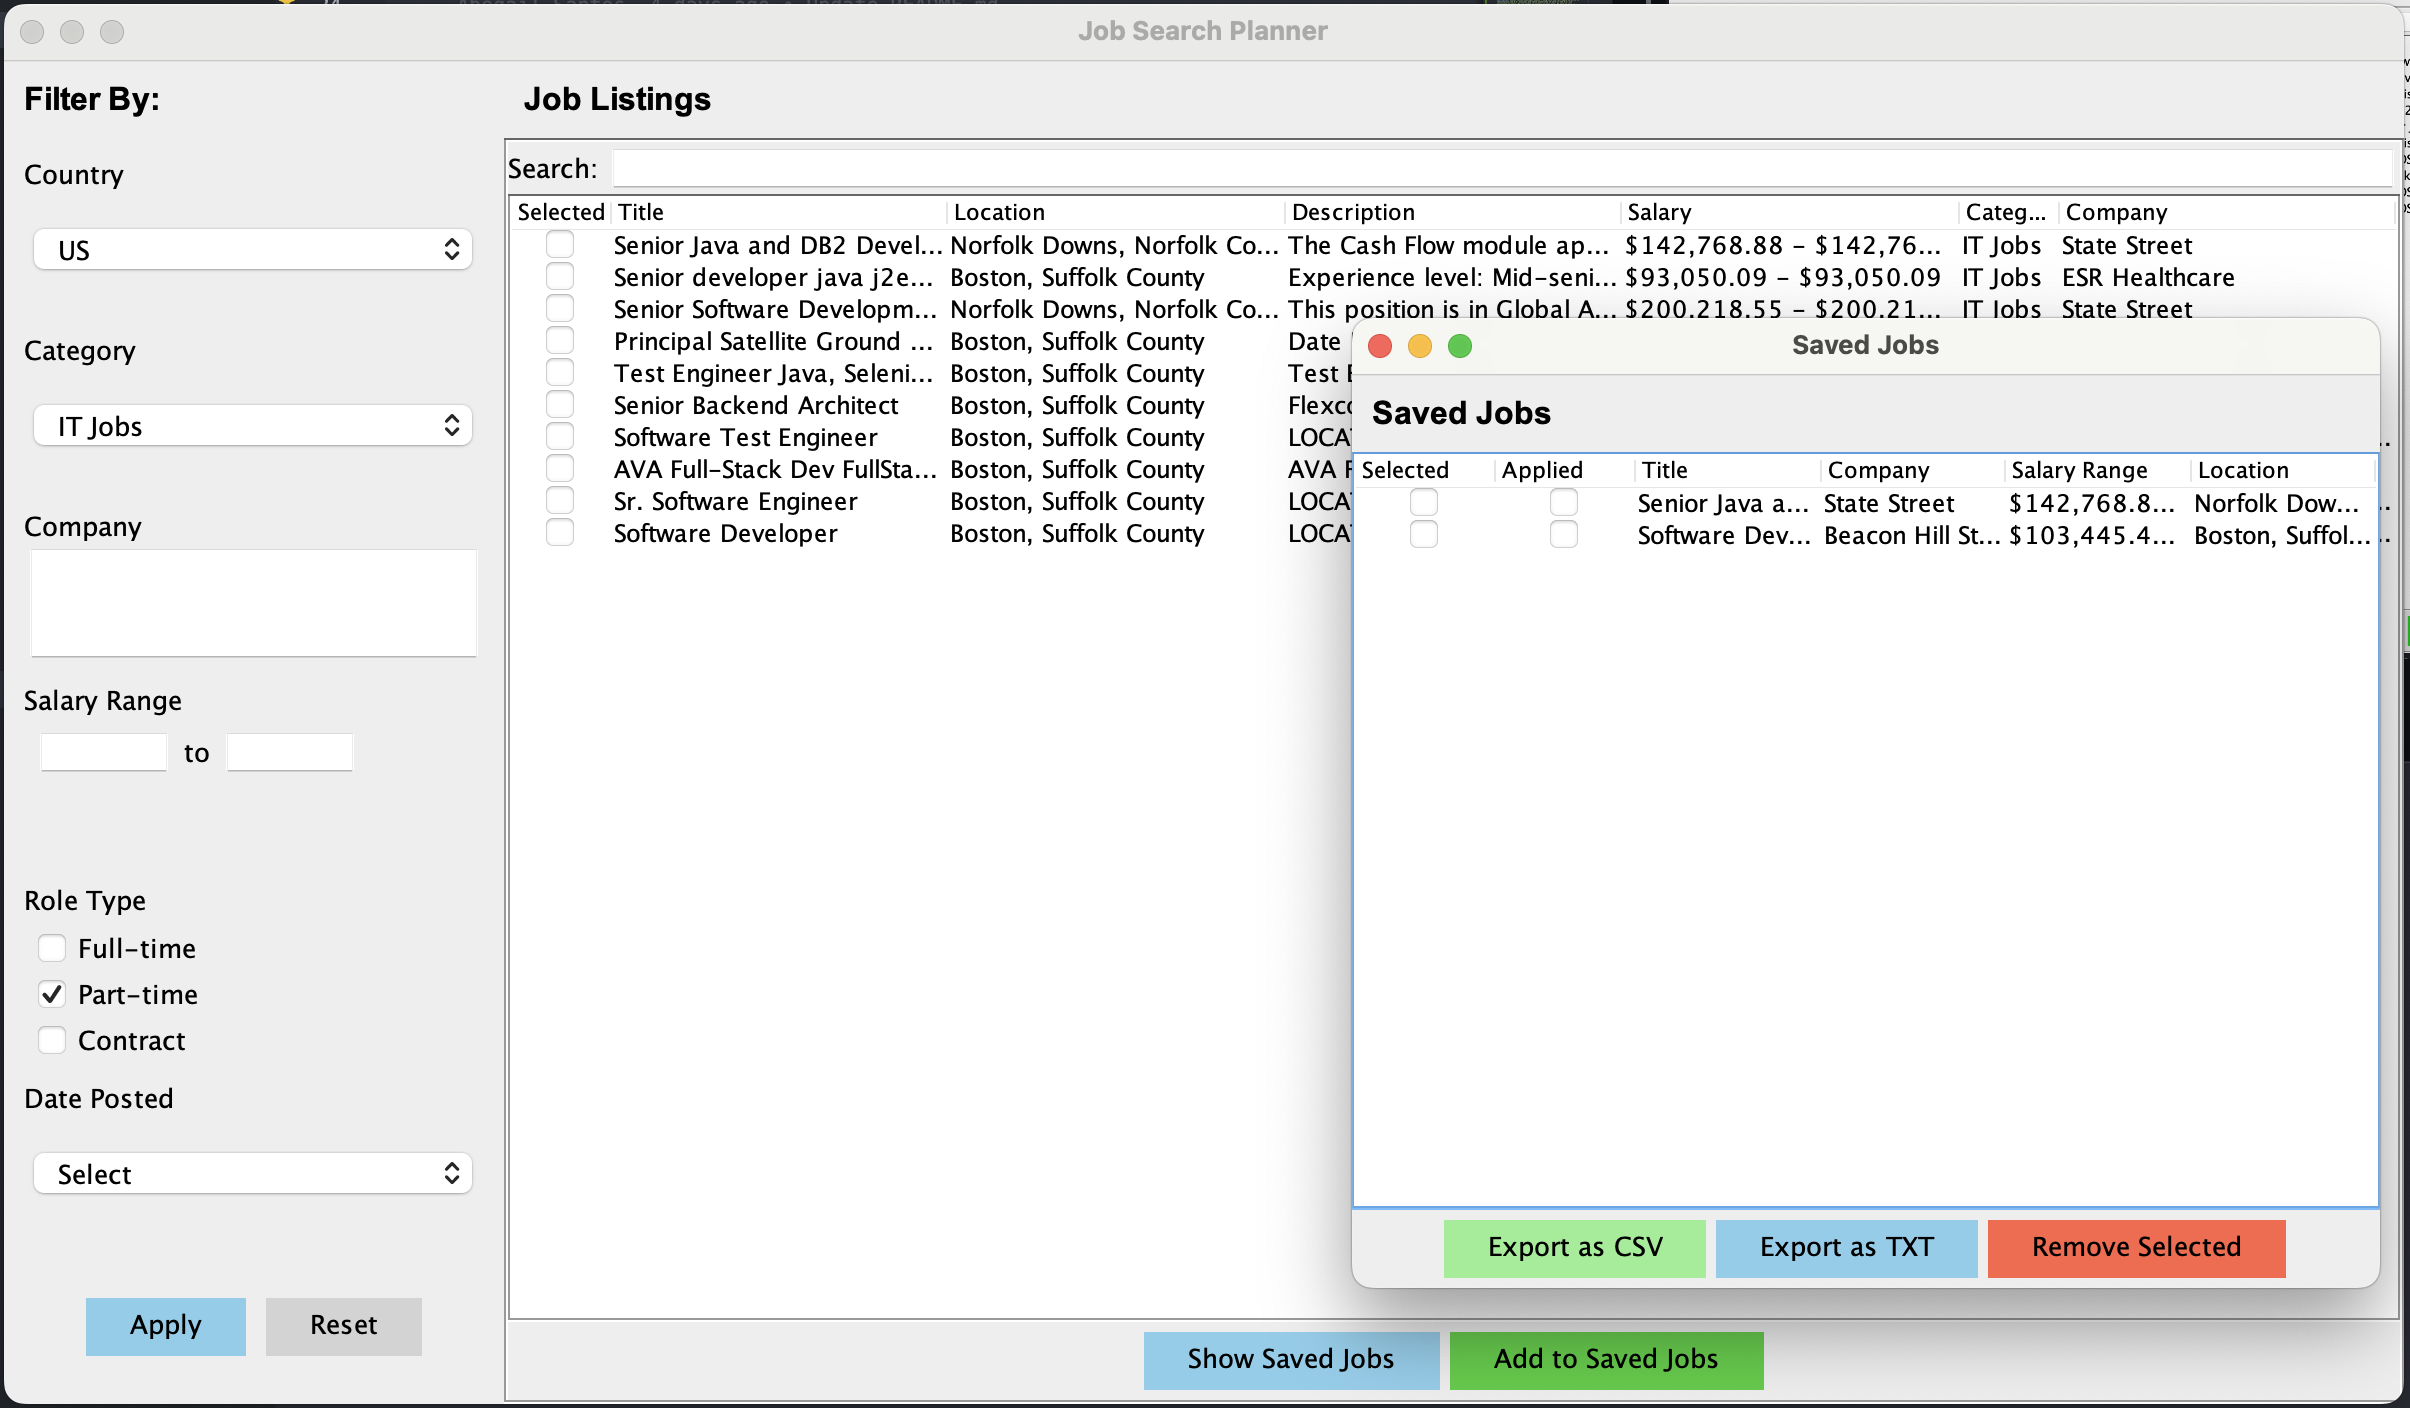 Job Search Planner
Filter By:
Country
US
Category
IT Jobs
Company
Salary Range
to
Role Type
Full-time
Part-time
Contract
Date Posted
Select
Apply Reset
Job Listings
Search:
Selected Title Location Description Salary Categ... Company
Senior Java and DB2 Devel... Norfolk Downs, Norfolk Co... The Cash Flow module ap... $142,768.88 - $142,76... IT Jobs State Street
Senior developer java j2e... Boston, Suffolk County Experience level: Mid-seni... $93,050.09 - $93,050.09 IT Jobs ESR Healthcare
Senior Software Developm... Norfolk Downs, Norfolk Co... This position is in Global A... $200,218.55 - $200,21... IT Jobs State Street
Principal Satellite Ground ... Boston, Suffolk County Date
Test Engineer Java, Seleni... Boston, Suffolk County Test
Senior Backend Architect Boston, Suffolk County Flexc
Software Test Engineer Boston, Suffolk County LOCA
AVA Full-Stack Dev FullSta... Boston, Suffolk County AVA F
Sr. Software Engineer Boston, Suffolk County LOCA
Software Developer Boston, Suffolk County LOCA
Show Saved Jobs Add to Saved Jobs
Saved Jobs
Saved Jobs
Selected Applied Title Company Salary Range Location
Senior Java a... State Street $142,768.8... Norfolk Dow...
Software Dev... Beacon Hill St... $103,445.4... Boston, Suffol...
Export as CSV Export as TXT Remove Selected